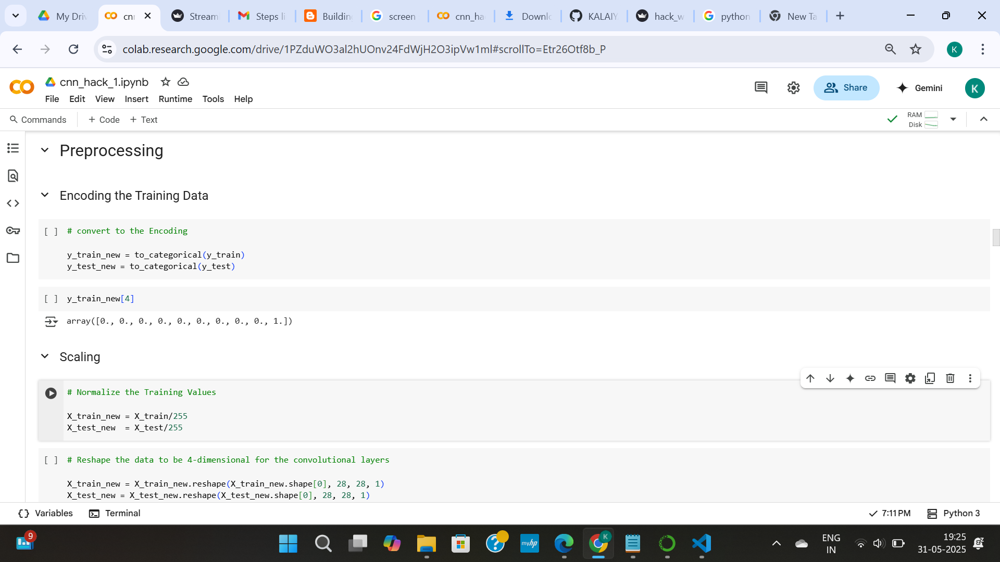 My Driv
cn
Stream
Steps li
Building
screen
cnn_ha
Downlo
KALAIY
hack_w
python
New Ta
colab.research.google.com/drive/1PZduWO3al2hUOnv24FdWjH2O3ipVw1ml#scrollTo=Etr26Otf8b_P
K
cnn_hack_1.ipynb
File Edit View Insert Runtime Tools Help
Share
Gemini
K
Commands + Code + Text
RAM
Disk
Preprocessing
Encoding the Training Data
[ ] # convert to the Encoding
y_train_new = to_categorical(y_train)
y_test_new = to_categorical(y_test)
[ ] y_train_new[4]
array([0., 0., 0., 0., 0., 0., 0., 0., 0., 1.])
Scaling
# Normalize the Training Values
X_train_new = X_train/255
X_test_new  = X_test/255
[ ] # Reshape the data to be 4-dimensional for the convolutional layers
X_train_new = X_train_new.reshape(X_train_new.shape[0], 28, 28, 1)
X_test_new = X_test_new.reshape(X_test_new.shape[0], 28, 28, 1)
{} Variables Terminal
7:11 PM Python 3
9
myhp
K
ENG
IN
19:25
31-05-2025